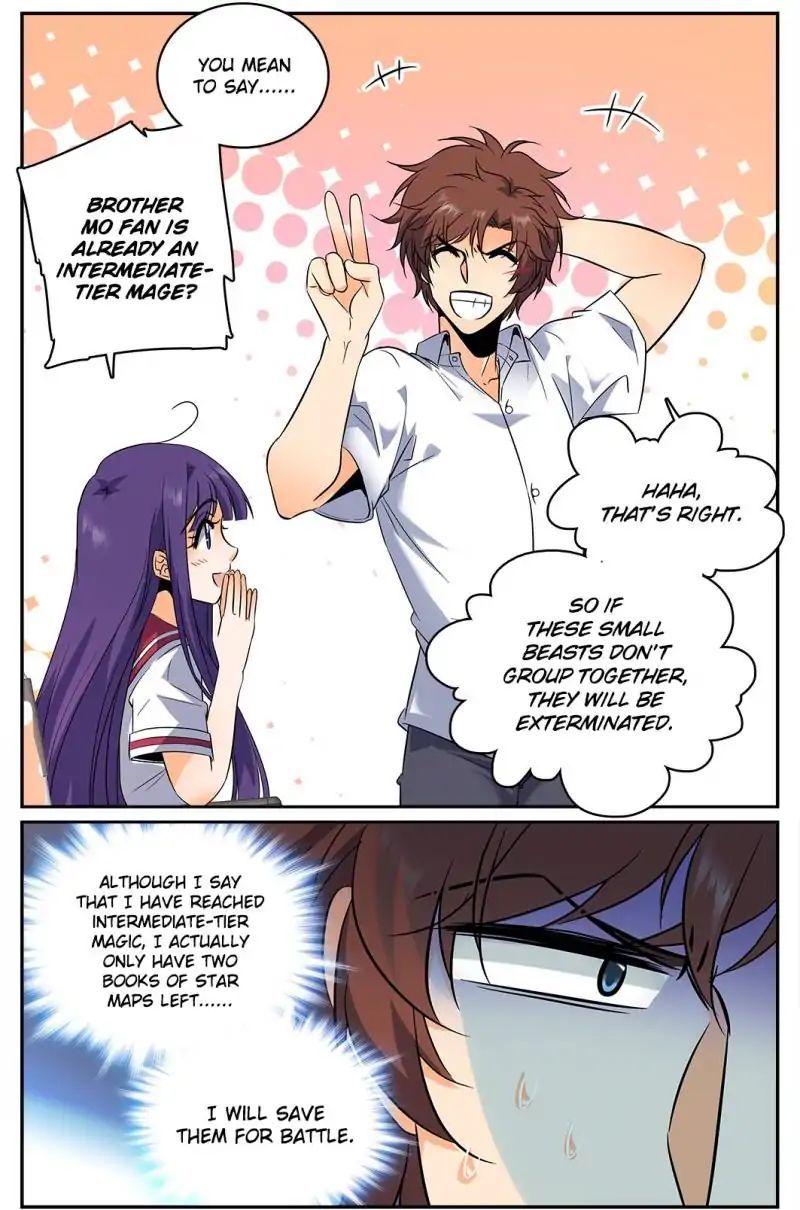 YOU MEAN
TO SAY......
BROTHER
MO FAN IS
ALREADY AN
INTERMEDIATE-
TIER MAGE?
HAHA,
THAT'S RIGHT.
SO IF
THESE SMALL
BEASTS DON'T
GROUP TOGETHER,
THEY WILL BE
EXTERMINATED.
ALTHOUGH I SAY
THAT I HAVE REACHED
INTERMEDIATE-TIER
MAGIC, I ACTUALLY
ONLY HAVE TWO
BOOKS OF STAR
MAPS LEFT......
I WILL SAVE
THEM FOR BATTLE.